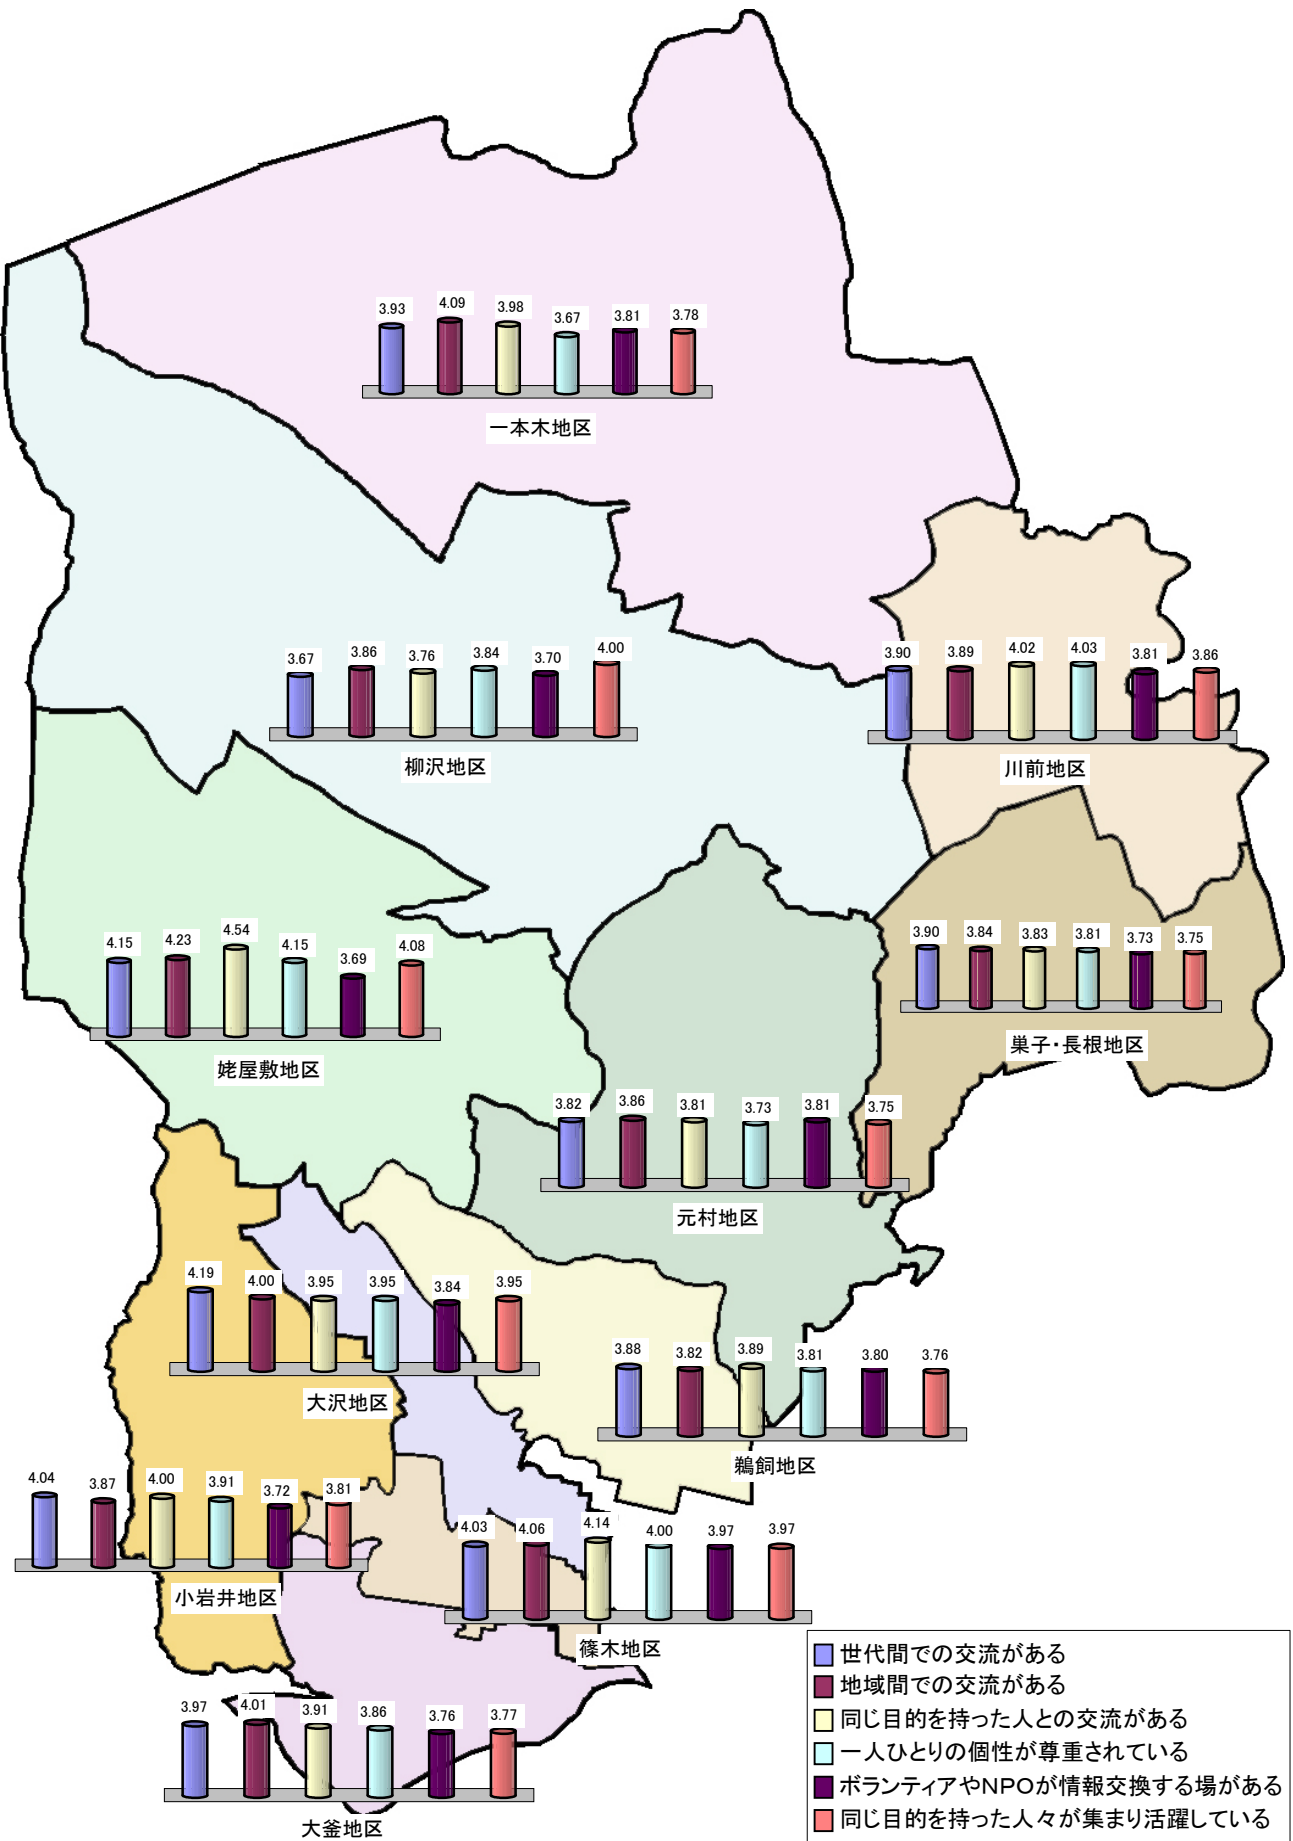 3.93 4.09 3.98 3.67 3.81 3.78
一本木地区
3.67 3.86 3.76 3.84 3.70 4.00
柳沢地区
3.90 3.89 4.02 4.03 3.81 3.86
川前地区
4.15 4.23 4.54 4.15 3.69 4.08
姥屋敷地区
3.90 3.84 3.83 3.81 3.73 3.75
巣子・長根地区
3.82 3.86 3.81 3.73 3.81 3.75
元村地区
4.19 4.00 3.95 3.95 3.84 3.95
大沢地区
3.88 3.82 3.89 3.81 3.80 3.76
鵜飼地区
4.04 3.87 4.00 3.91 3.72 3.81
小岩井地区
4.03 4.06 4.14 4.00 3.97 3.97
篠木地区
3.97 4.01 3.91 3.86 3.76 3.77
大釜地区
世代間での交流がある
地域間での交流がある
同じ目的を持った人との交流がある
一人ひとりの個性が尊重されている
ボランティアやNPOが情報交換する場がある
同じ目的を持った人々が集まり活躍している